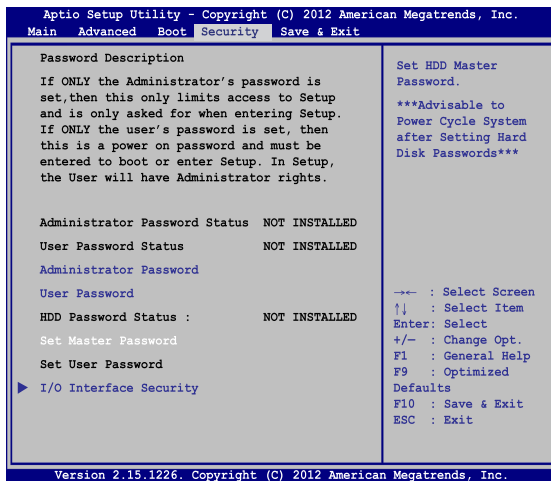 Aptio Setup Utility - Copyright (C) 2012 American Megatrends, Inc.
Main Advanced Boot Security Save & Exit
Password Description
If ONLY the Administrator's password is
set,then this only limits access to Setup
and is only asked for when entering Setup.
If ONLY the user's password is set, then
this is a power on password and must be
entered to boot or enter Setup. In Setup,
the User will have Administrator rights.
Administrator Password Status NOT INSTALLED
User Password Status NOT INSTALLED
Administrator Password
User Password
HDD Password Status : NOT INSTALLED
Set Master Password
Set User Password
I/O Interface Security
Set HDD Master
Password.
***Advisable to
Power Cycle System
after Setting Hard
Disk Passwords***
→← : Select Screen
↑↓ : Select Item
Enter: Select
+/— : Change Opt.
F1 : General Help
F9 : Optimized
Defaults
F10 : Save & Exit
ESC : Exit
Version 2.15.1226. Copyright (C) 2012 American Megatrends, Inc.